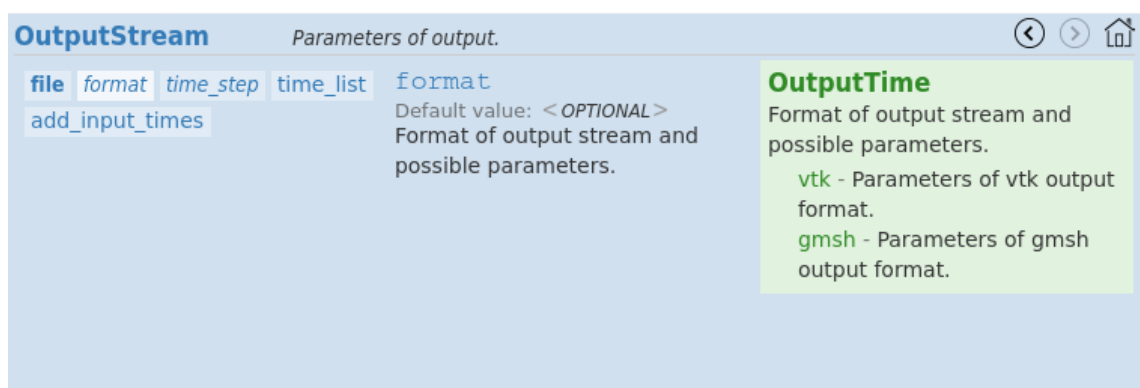 OutputStream Parameters of output.
file format time_step time_list
add_input_times
format
Default value: <OPTIONAL>
Format of output stream and
possible parameters.
OutputTime
Format of output stream and
possible parameters.
vtk - Parameters of vtk output
format.
gmsh - Parameters of gmsh
output format.